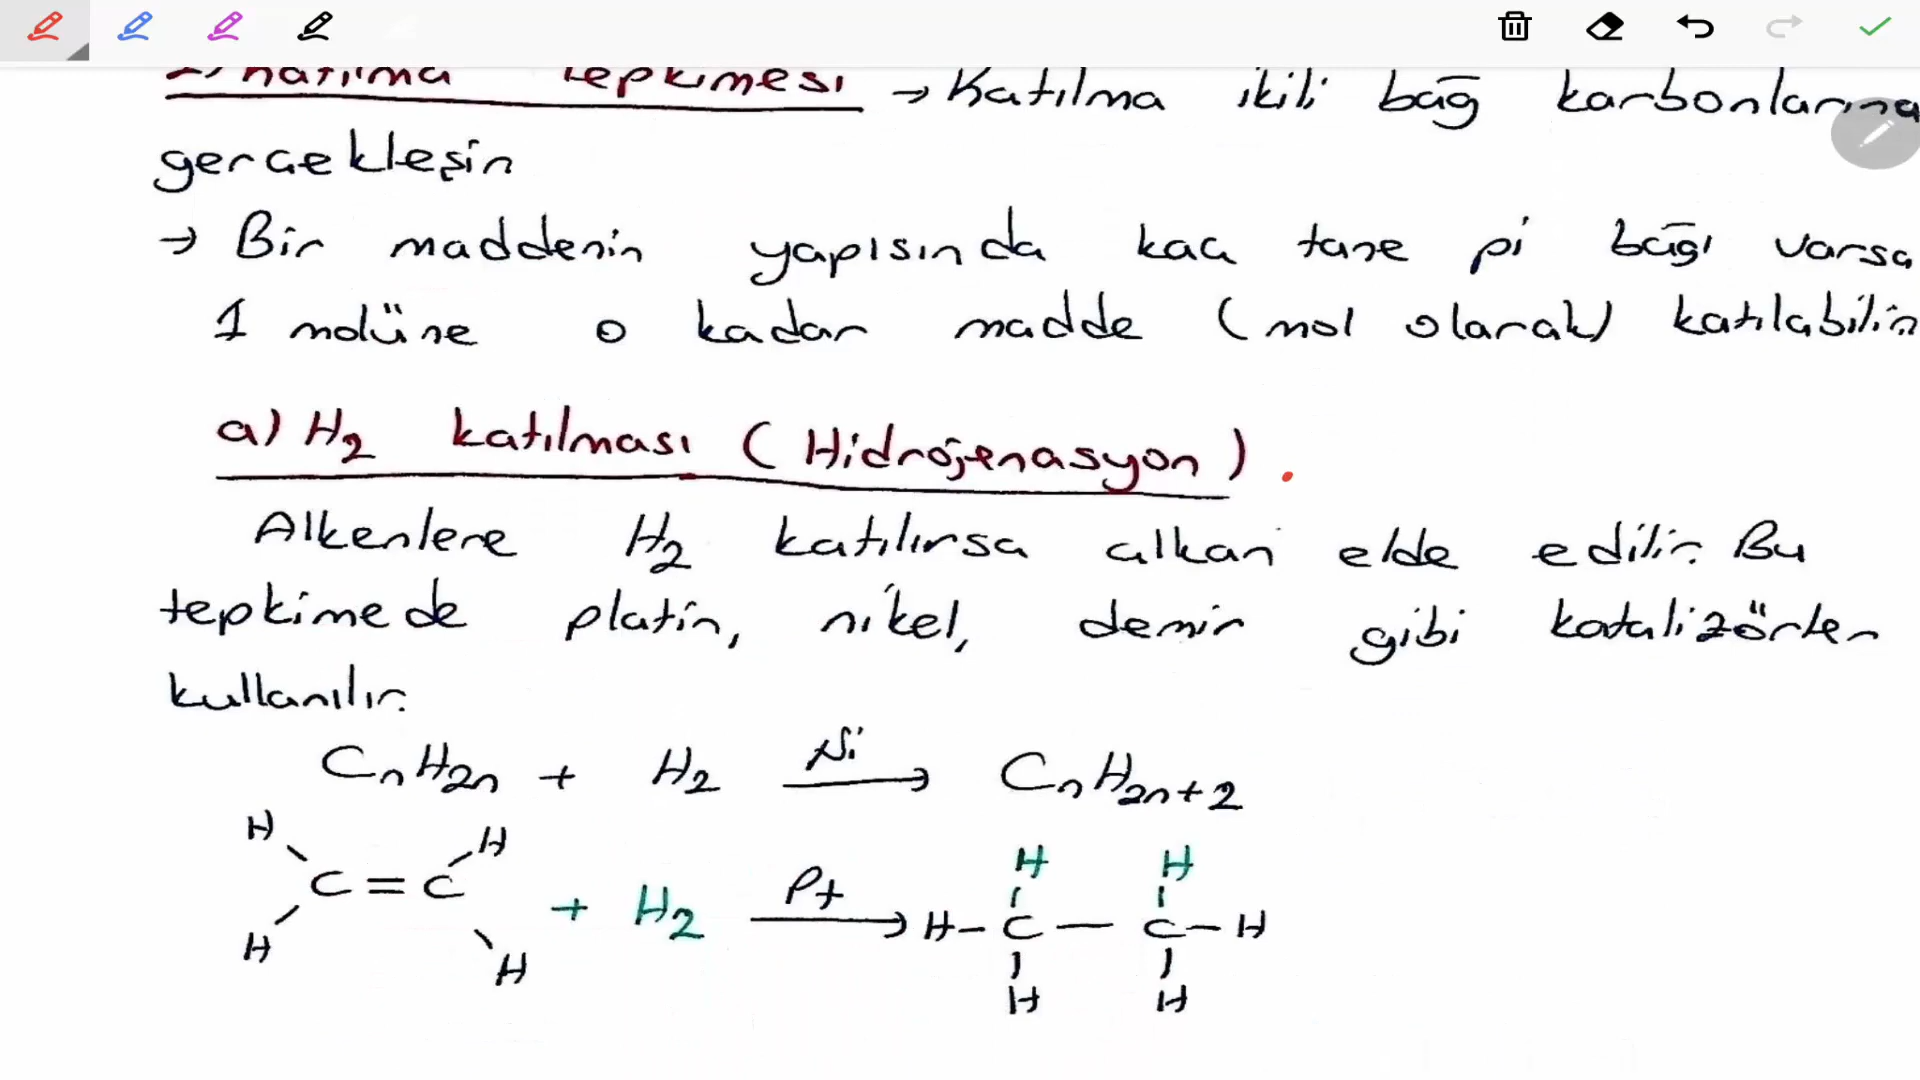 2) Katılma tepkimesi → Katılma ikili bağ karbonlarına
gerçekleşir
→ Bir maddenin yapısında kaç tane pi bağı varsa
1 molüne o kadar madde (mol olarak) katılabilir
a) H₂ katılması (Hidrojenasyon)
Alkenlere H₂ katılırsa alkan elde edilir. Bu
tepkimede platin, nikel, demir gibi katalizörler
kullanılır.
CnH2n + H₂ Ni→ CnH2n+2
H H H H
C = C + H₂ Pt→ H - C - C - H
H H H H